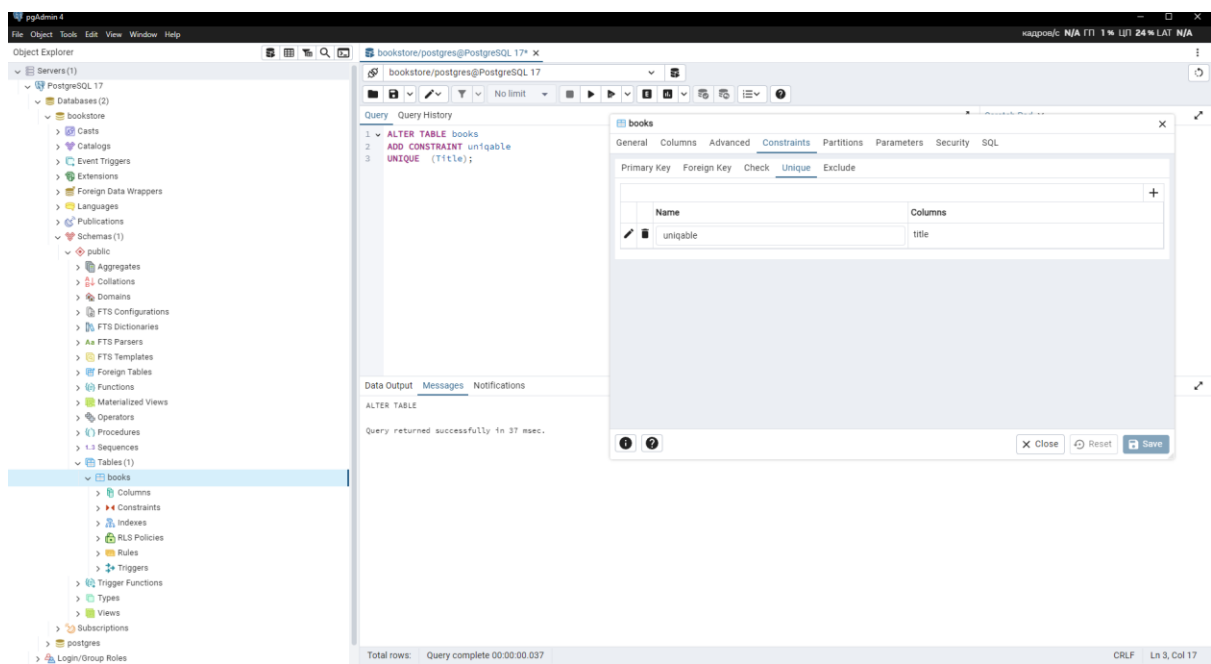 pgAdmin 4
File Object Tools Edit View Window Help
кадров/с N/A ГП 1 % ЦП 24 % LAT N/A
Object Explorer
Servers (1)
PostgreSQL 17
Databases (2)
bookstore
Casts
Catalogs
Event Triggers
Extensions
Foreign Data Wrappers
Languages
Publications
Schemas (1)
public
Aggregates
Collations
Domains
FTS Configurations
FTS Dictionaries
FTS Parsers
FTS Templates
Foreign Tables
Functions
Materialized Views
Operators
Procedures
1..3 Sequences
Tables (1)
books
Columns
Constraints
Indexes
RLS Policies
Rules
Triggers
Trigger Functions
Types
Views
Subscriptions
postgres
Login/Group Roles
bookstore/postgres@PostgreSQL 17*
bookstore/postgres@PostgreSQL 17
No limit
Query Query History
1 ALTER TABLE books
2 ADD CONSTRAINT uniqable
3 UNIQUE (Title);
Data Output Messages Notifications
ALTER TABLE
Query returned successfully in 37 msec.
books
General Columns Advanced Constraints Partitions Parameters Security SQL
Primary Key Foreign Key Check Unique Exclude
Name Columns
uniqable title
Close Reset Save
Total rows: Query complete 00:00:00.037
CRLF Ln 3, Col 17